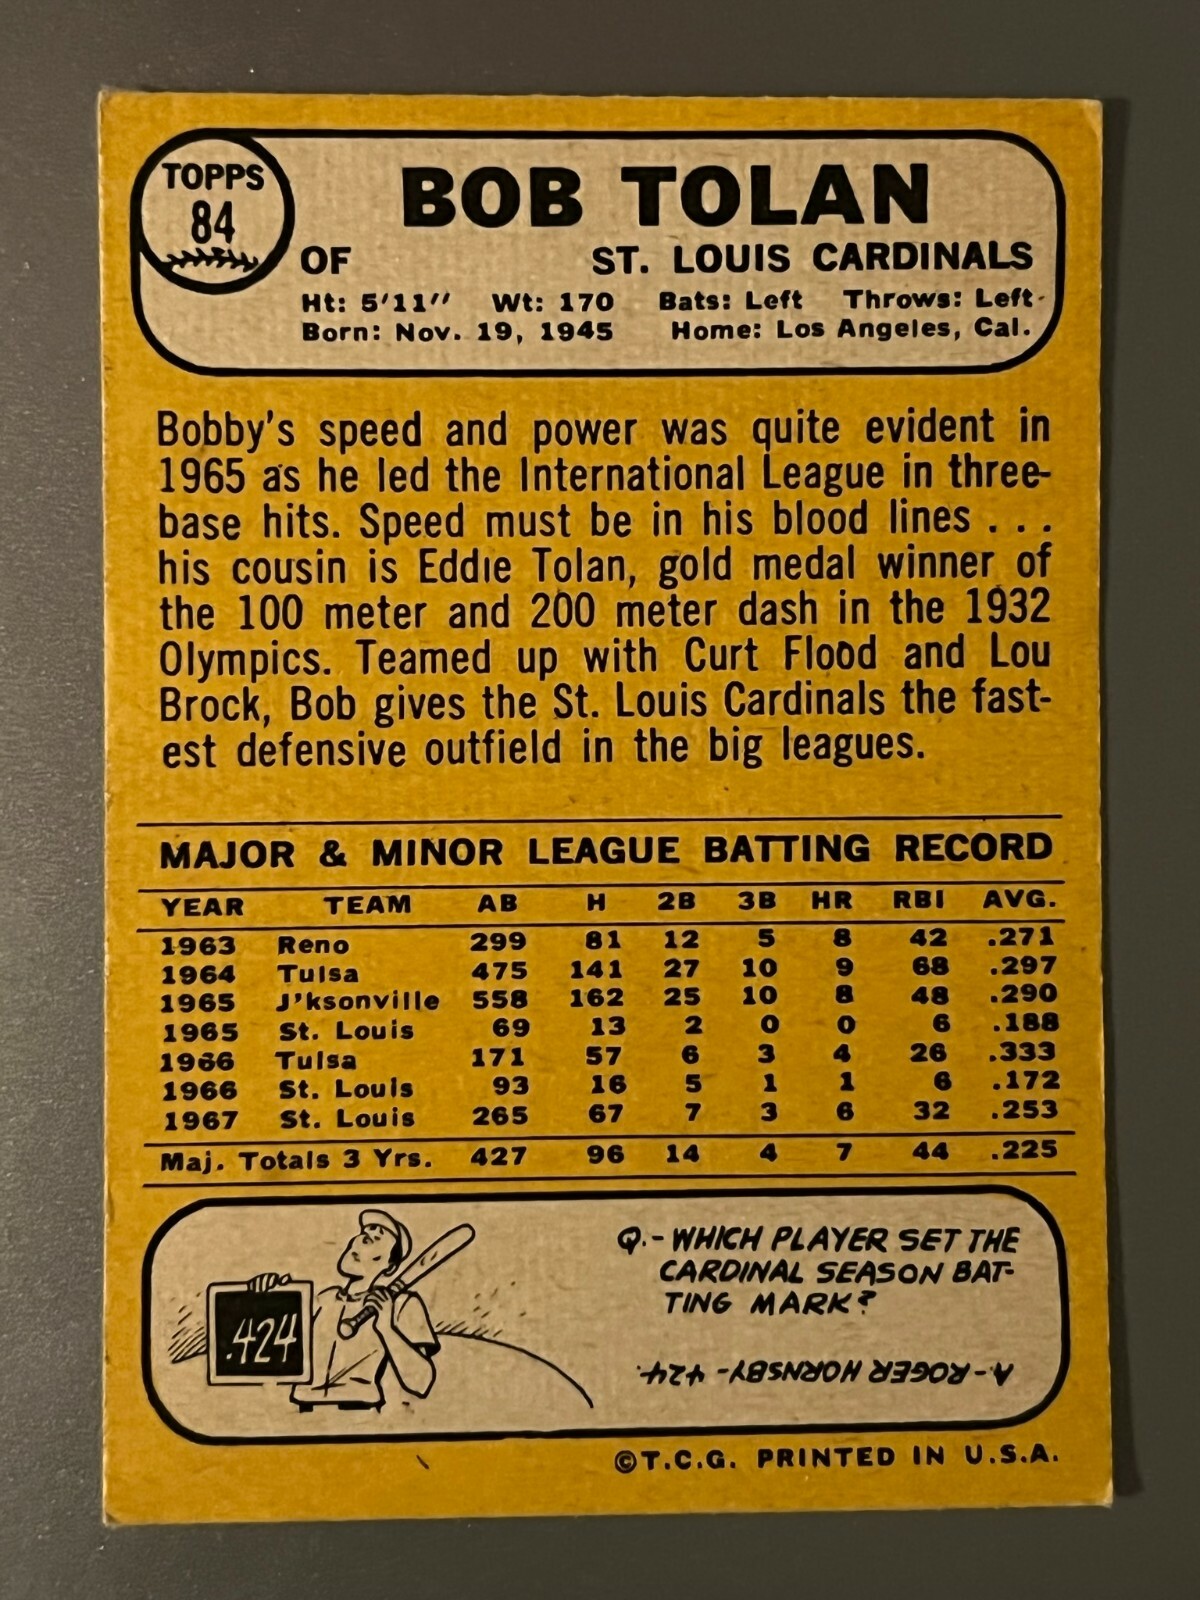 TOPPS
84
BOB TOLAN
OF ST. LOUIS CARDINALS
Ht: 5'11" Wt: 170 Bats: Left Throws: Left
Born: Nov. 19, 1945 Home: Los Angeles, Cal.
Bobby's speed and power was quite evident in
1965 as he led the International League in three-
base hits. Speed must be in his blood lines . . .
his cousin is Eddie Tolan, gold medal winner of
the 100 meter and 200 meter dash in the 1932
Olympics. Teamed up with Curt Flood and Lou
Brock, Bob gives the St. Louis Cardinals the fast-
est defensive outfield in the big leagues.
MAJOR & MINOR LEAGUE BATTING RECORD
YEAR TEAM AB H 2B 3B HR RBI AVG.
1963 Reno 299 81 12 5 8 42 .271
1964 Tulsa 475 141 27 10 9 68 .297
1965 J'ksonville 558 162 25 10 8 48 .290
1965 St. Louis 69 13 2 0 0 6 .188
1966 Tulsa 171 57 6 3 4 26 .333
1966 St. Louis 93 16 5 1 1 6 .172
1967 St. Louis 265 67 7 3 6 32 .253
Maj. Totals 3 Yrs. 427 96 14 4 7 44 .225
.424
Q.- WHICH PLAYER SET THE
CARDINAL SEASON BAT-
TING MARK?
A-ROGER HORNSBY-424.
©T.C.G. PRINTED IN U.S.A.